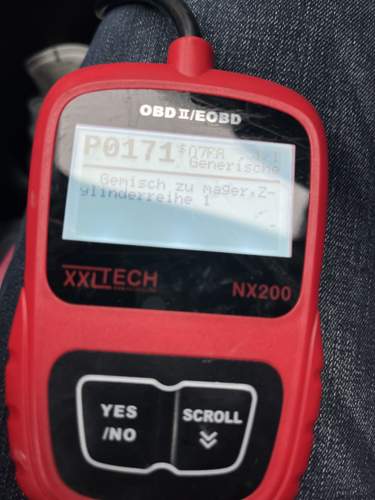 OBD II/EOBD
P0171
Generische
Gemisch zu mager,Z-
ylinderreihe 1
XXLTECH
NX200
YES
/NO
SCROLL